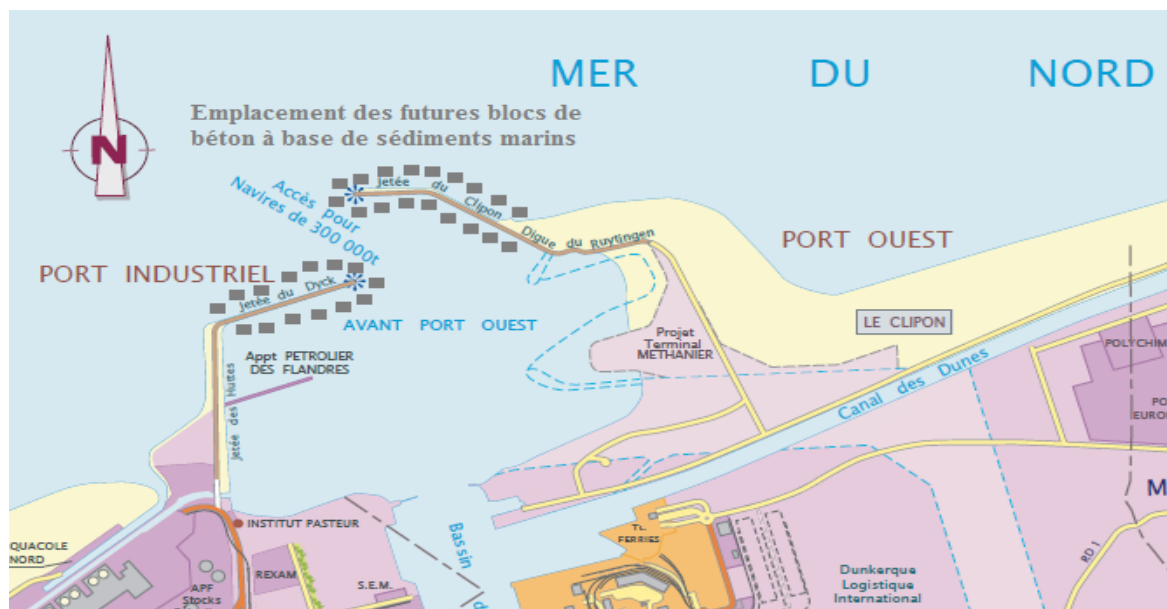 MER DU NORD
Emplacement des futures blocs de
béton à base de sédiments marins
N
Jetée du Clipon
Accès pour
Navires de 300 000t
Digue du Ruytingen
PORT OUEST
PORT INDUSTRIEL
Jetée du Dyck
AVANT PORT OUEST
LE CLIPON
Projet
Terminal
METHANIER
POLYCHIM
Appt PETROLIER
DES FLANDRES
Canal des Dunes
Jetée des Huttes
PO
EURO
M
Bassin
INSTITUT PASTEUR
TL.
FERRIES
QUACOLE
NORD
REXAM
RD 1
S.E.M.
APF
Stocks
Dunkerque
Logistique
International